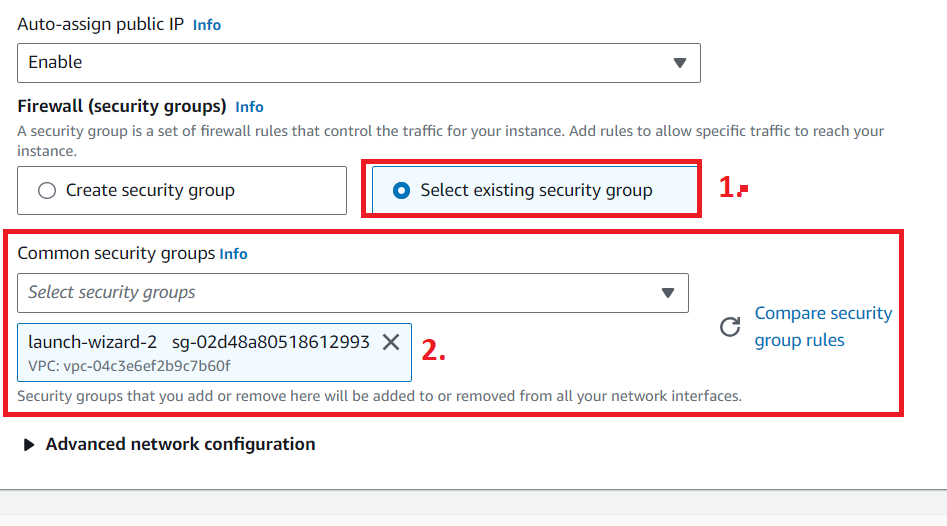 Auto-assign public IP Info
Enable
Firewall (security groups) Info
A security group is a set of firewall rules that control the traffic for your instance. Add rules to allow specific traffic to reach your
instance.
Create security group
Select existing security group
1.
Common security groups Info
Select security groups
Compare security
group rules
launch-wizard-2 sg-02d48a80518612993
VPC: vpc-04c3e6ef2b9c7b60f
2.
Security groups that you add or remove here will be added to or removed from all your network interfaces.
Advanced network configuration